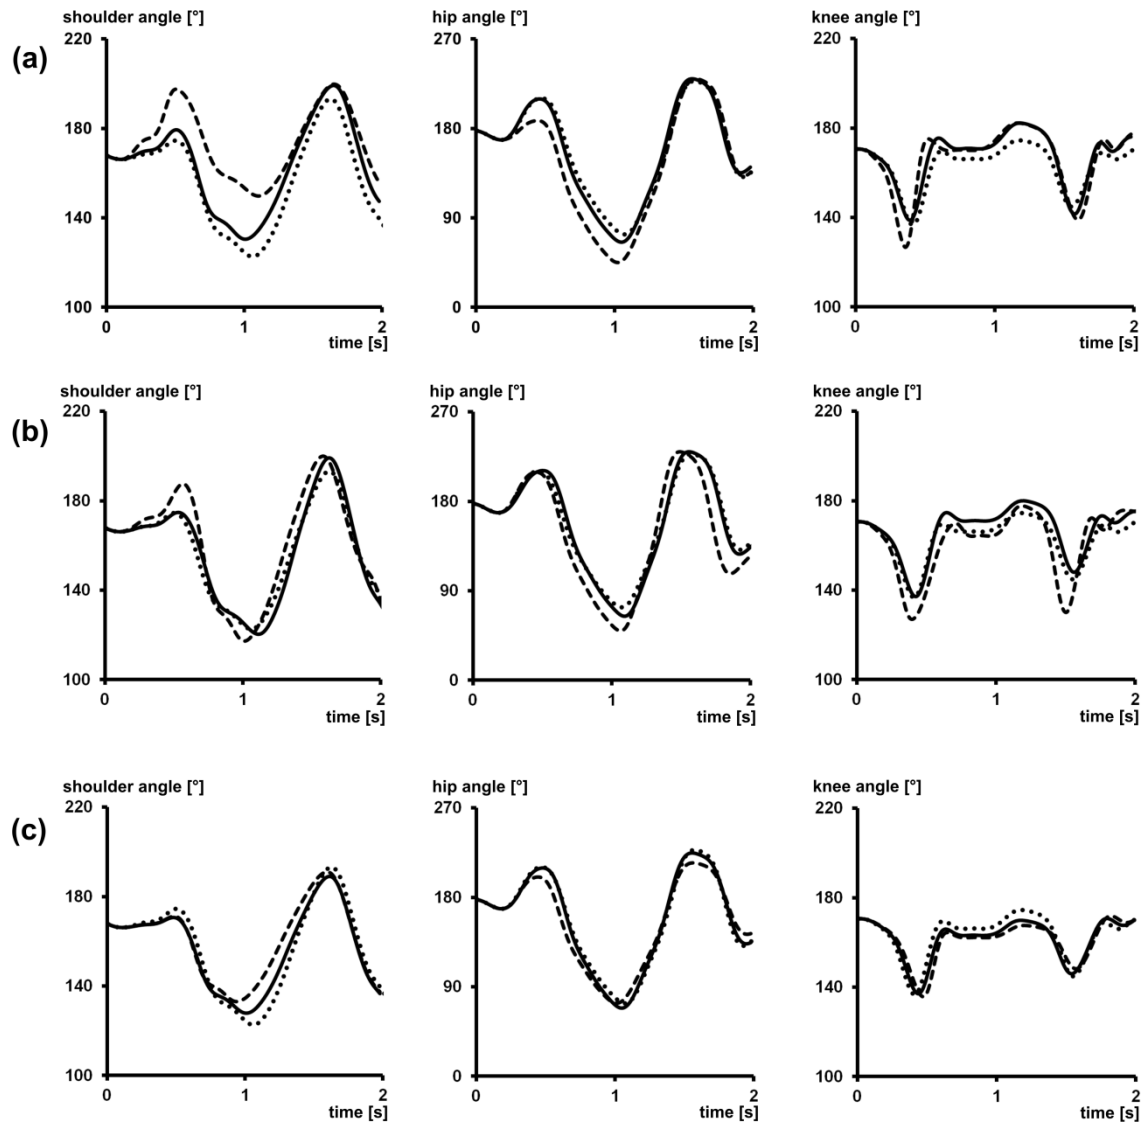 shoulder angle [°] hip angle [°] knee angle [°]
(a)
220 270 220
180 180 180
140 90 140
100 0 100
0 1 2 0 1 2 0 1 2
time [s] time [s] time [s]
shoulder angle [°] hip angle [°] knee angle [°]
(b)
220 270 220
180 180 180
140 90 140
100 0 100
0 1 2 0 1 2 0 1 2
time [s] time [s] time [s]
shoulder angle [°] hip angle [°] knee angle [°]
(c)
220 270 220
180 180 180
140 90 140
100 0 100
0 1 2 0 1 2 0 1 2
time [s] time [s] time [s]